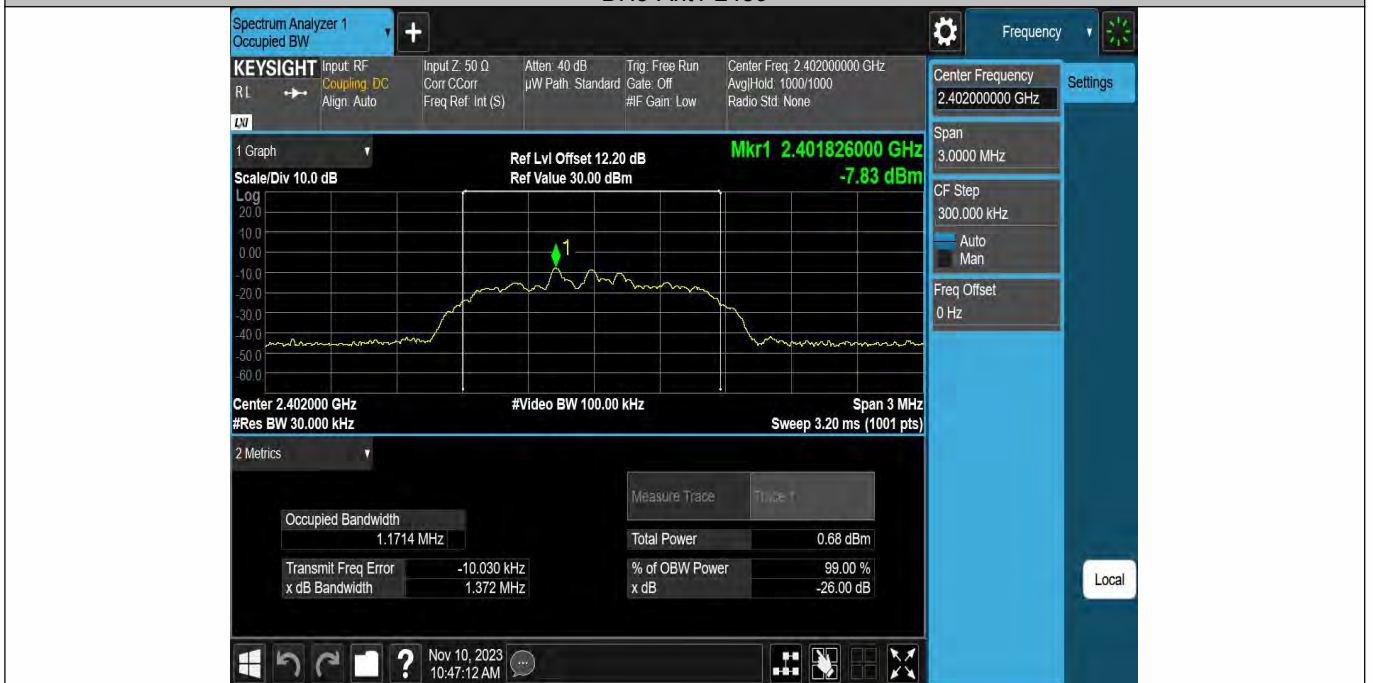 Spectrum Analyzer 1
Occupied BW
Frequency
KEYSIGHT
RL
LXI
Input: RF
Coupling: DC
Align: Auto
Input Z: 50 Ω
Corr CCorr
Freq Ref: Int (S)
Atten: 40 dB
µW Path: Standard
Trig: Free Run
Gate: Off
#IF Gain: Low
Center Freq: 2.402000000 GHz
Avg|Hold: 1000/1000
Radio Std: None
Center Frequency
2.402000000 GHz
Settings
Span
3.0000 MHz
CF Step
300.000 kHz
Auto
Man
Freq Offset
0 Hz
Local
1 Graph
Scale/Div 10.0 dB
Ref Lvl Offset 12.20 dB
Ref Value 30.00 dBm
Mkr1 2.401826000 GHz
-7.83 dBm
Log
20.0
10.0
0.00
-10.0
-20.0
-30.0
-40.0
-50.0
-60.0
1
Center 2.402000 GHz
#Res BW 30.000 kHz
#Video BW 100.00 kHz
Span 3 MHz
Sweep 3.20 ms (1001 pts)
2 Metrics
Measure Trace
Trace 1
Occupied Bandwidth
1.1714 MHz
Total Power
0.68 dBm
Transmit Freq Error
-10.030 kHz
% of OBW Power
99.00 %
x dB Bandwidth
1.372 MHz
x dB
-26.00 dB
Nov 10, 2023
10:47:12 AM